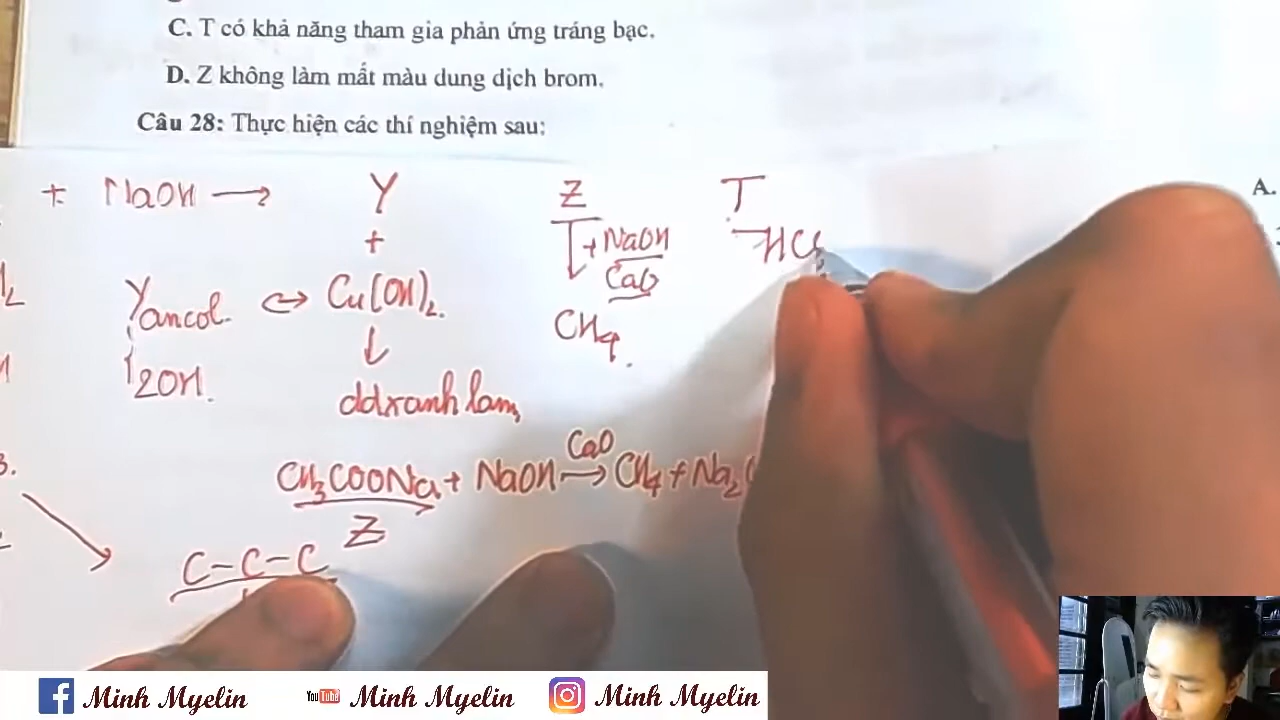 C. T có khả năng tham gia phản ứng tráng bạc.
D. Z không làm mất màu dung dịch brom.
Câu 28: Thực hiện các thí nghiệm sau:
A.
+ NaOH → Y Z T
+
+NaOH
CaO
HCl
Yancol ⇔ Cu(OH)2.
CH4.
2OH.
↓
ddxanh lam,
3.
CH3COONa + NaOH →CaO CH4 + Na2
Z
C-C-C
Minh Myelin
YouTube Minh Myelin
Minh Myelin